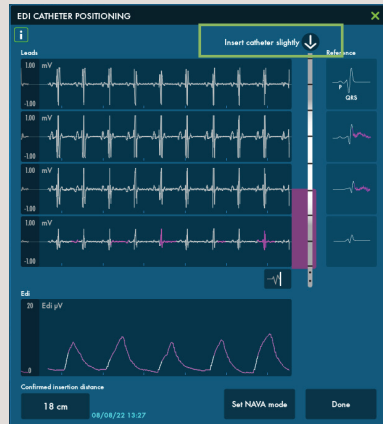 EDI CATHETER POSITIONING
i
Insert catheter slightly
Leads
Reference
1.00 mV
-1.00
P
QRS
1.00 mV
-1.00
1.00 mV
-1.00
1.00 mV
-1.00
Edi
20 Edi µV
0
Confirmed insertion distance
18 cm
08/08/22 13:27
Set NAVA mode
Done